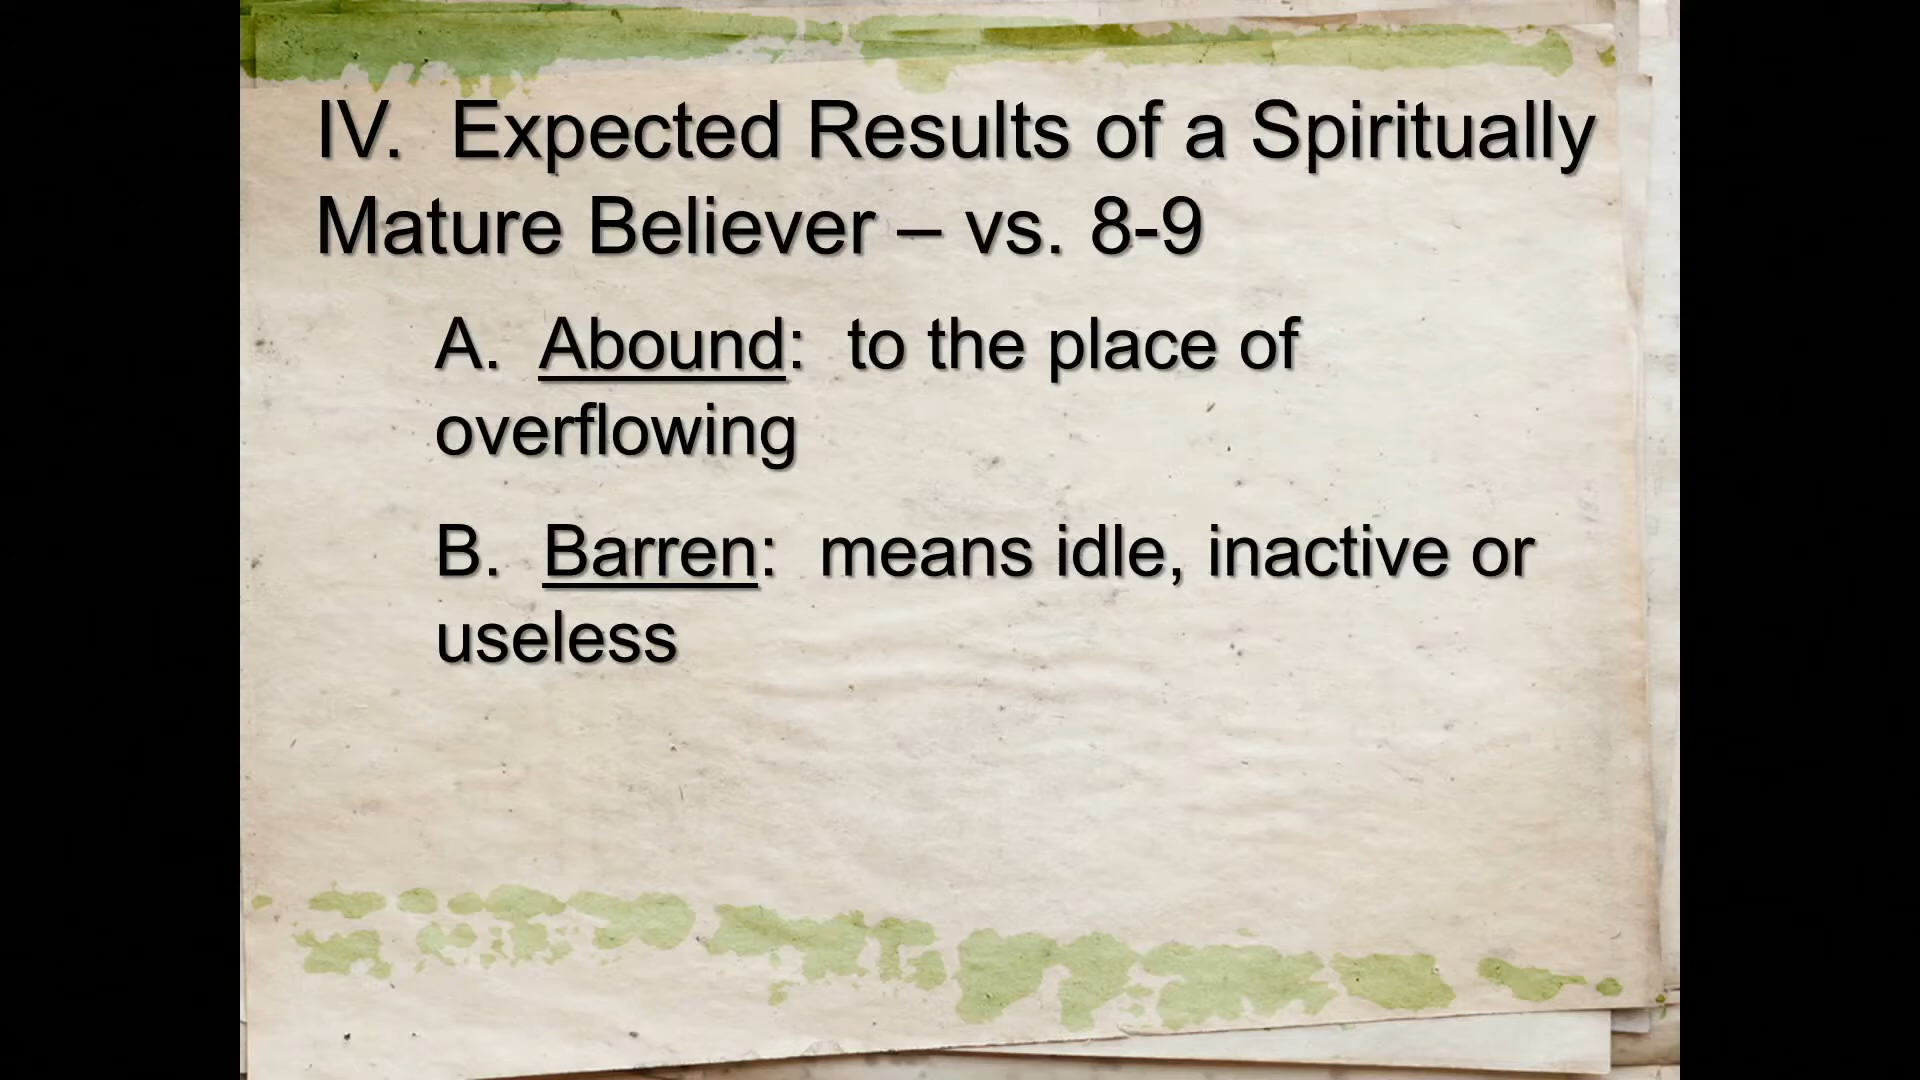 IV.  Expected Results of a Spiritually
Mature Believer – vs. 8-9
A.  Abound:  to the place of
overflowing
B.  Barren:  means idle, inactive or
useless